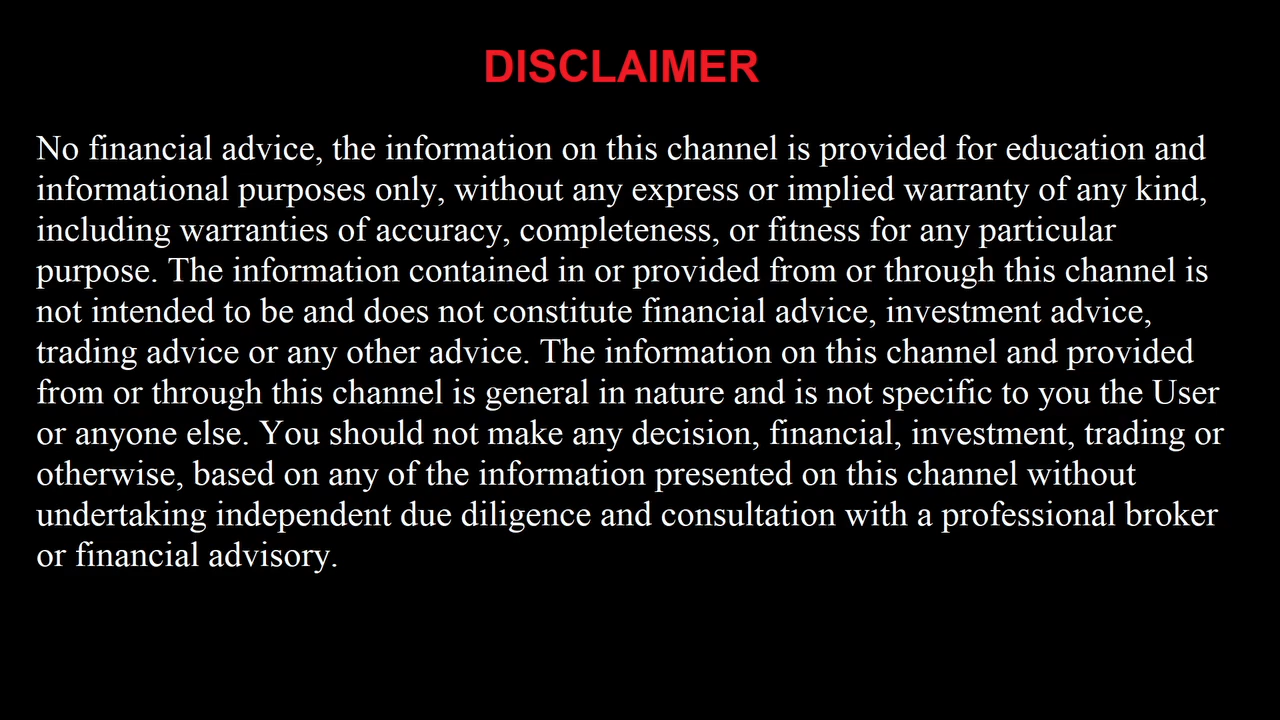 DISCLAIMER
No financial advice, the information on this channel is provided for education and
informational purposes only, without any express or implied warranty of any kind,
including warranties of accuracy, completeness, or fitness for any particular
purpose. The information contained in or provided from or through this channel is
not intended to be and does not constitute financial advice, investment advice,
trading advice or any other advice. The information on this channel and provided
from or through this channel is general in nature and is not specific to you the User
or anyone else. You should not make any decision, financial, investment, trading or
otherwise, based on any of the information presented on this channel without
undertaking independent due diligence and consultation with a professional broker
or financial advisory.